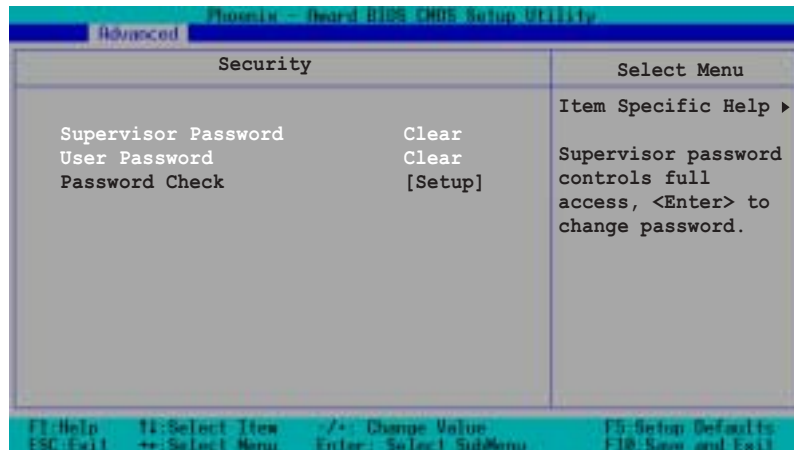 Phoenix - Award BIOS CMOS Setup Utility
Advanced
Security
Select Menu
Supervisor Password Clear
User Password Clear
Password Check [Setup]
Item Specific Help ▶
Supervisor password
controls full
access, <Enter> to
change password.
F1:Help ↑↓:Select Item -/+: Change Value F5:Setup Defaults
ESC:Exit ↔:Select Menu Enter: Select SubMenu F10:Save and Exit